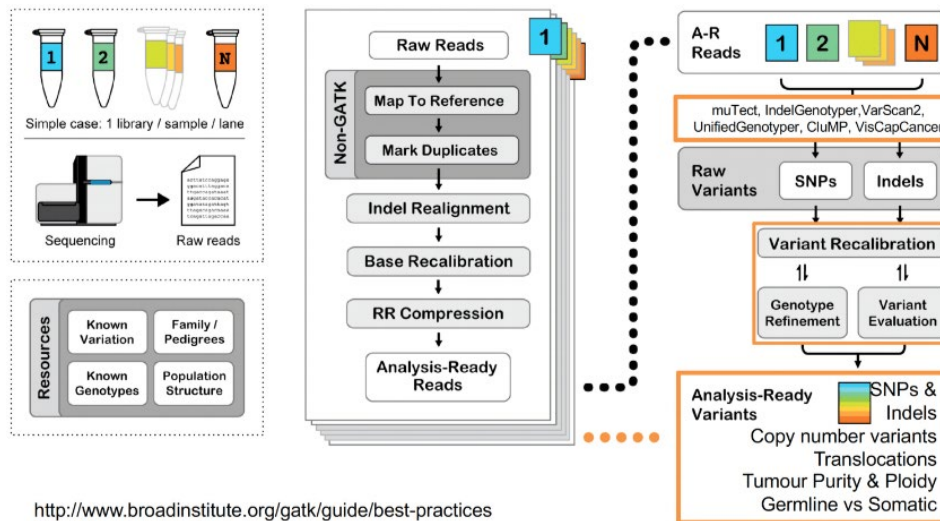 1
2
N
Simple case: 1 library / sample / lane
Sequencing
Raw reads
Resources
Known
Variation
Family /
Pedigrees
Known
Genotypes
Population
Structure
1
Raw Reads
Non-GATK
Map To Reference
Mark Duplicates
Indel Realignment
Base Recalibration
RR Compression
Analysis-Ready
Reads
A-R
Reads
1
2
N
muTect, IndelGenotyper,VarScan2,
UnifiedGenotyper, CluMP, VisCapCancer
Raw
Variants
SNPs
Indels
Variant Recalibration
Genotype
Refinement
Variant
Evaluation
Analysis-Ready
Variants
SNPs &
Indels
Copy number variants
Translocations
Tumour Purity & Ploidy
Germline vs Somatic
http://www.broadinstitute.org/gatk/guide/best-practices